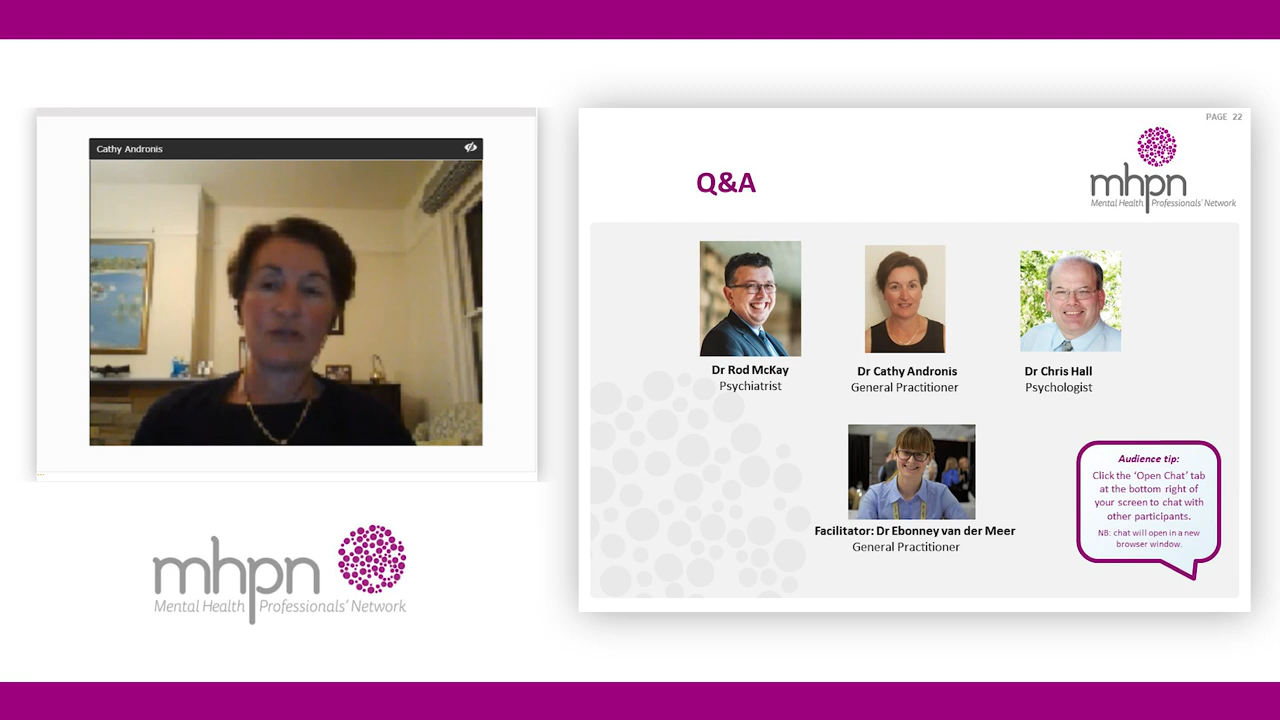 Cathy Andronis
mhpn
Mental Health Professionals' Network
PAGE 22
mhpn
Mental Health Professionals' Network
Q&A
Dr Rod McKay
Psychiatrist
Dr Cathy Andronis
General Practitioner
Dr Chris Hall
Psychologist
Facilitator: Dr Ebonney van der Meer
General Practitioner
Audience tip:
Click the 'Open Chat' tab
at the bottom right of
your screen to chat with
other participants.
NB: chat will open in a new
browser window.